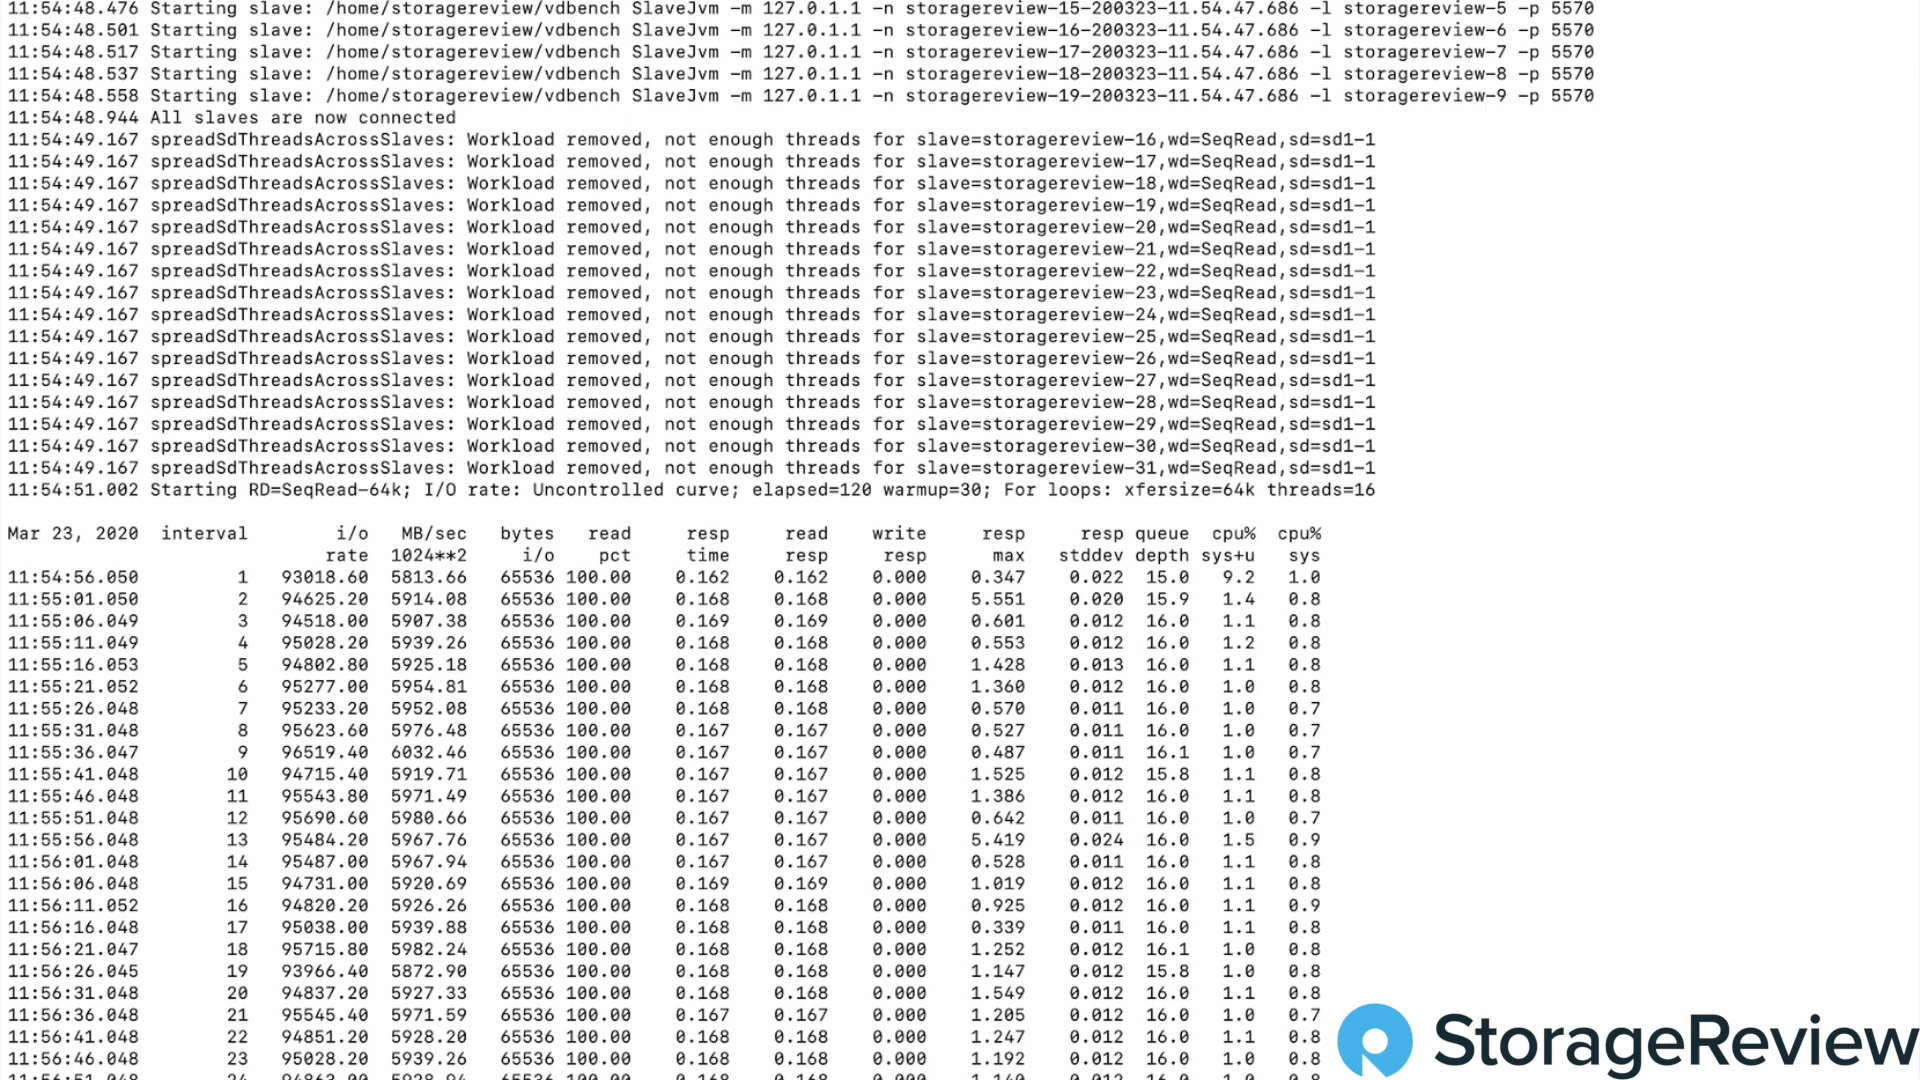 11:54:48.476 Starting slave: /home/storagereview/vdbench SlaveJvm -m 127.0.1.1 -n storagereview-15-200323-11.54.47.686 -l storagereview-5 -p 5570
11:54:48.501 Starting slave: /home/storagereview/vdbench SlaveJvm -m 127.0.1.1 -n storagereview-16-200323-11.54.47.686 -l storagereview-6 -p 5570
11:54:48.517 Starting slave: /home/storagereview/vdbench SlaveJvm -m 127.0.1.1 -n storagereview-17-200323-11.54.47.686 -l storagereview-7 -p 5570
11:54:48.537 Starting slave: /home/storagereview/vdbench SlaveJvm -m 127.0.1.1 -n storagereview-18-200323-11.54.47.686 -l storagereview-8 -p 5570
11:54:48.558 Starting slave: /home/storagereview/vdbench SlaveJvm -m 127.0.1.1 -n storagereview-19-200323-11.54.47.686 -l storagereview-9 -p 5570
11:54:48.944 All slaves are now connected
11:54:49.167 spreadSdThreadsAcrossSlaves: Workload removed, not enough threads for slave=storagereview-16,wd=SeqRead,sd=sd1-1
11:54:49.167 spreadSdThreadsAcrossSlaves: Workload removed, not enough threads for slave=storagereview-17,wd=SeqRead,sd=sd1-1
11:54:49.167 spreadSdThreadsAcrossSlaves: Workload removed, not enough threads for slave=storagereview-18,wd=SeqRead,sd=sd1-1
11:54:49.167 spreadSdThreadsAcrossSlaves: Workload removed, not enough threads for slave=storagereview-19,wd=SeqRead,sd=sd1-1
11:54:49.167 spreadSdThreadsAcrossSlaves: Workload removed, not enough threads for slave=storagereview-20,wd=SeqRead,sd=sd1-1
11:54:49.167 spreadSdThreadsAcrossSlaves: Workload removed, not enough threads for slave=storagereview-21,wd=SeqRead,sd=sd1-1
11:54:49.167 spreadSdThreadsAcrossSlaves: Workload removed, not enough threads for slave=storagereview-22,wd=SeqRead,sd=sd1-1
11:54:49.167 spreadSdThreadsAcrossSlaves: Workload removed, not enough threads for slave=storagereview-23,wd=SeqRead,sd=sd1-1
11:54:49.167 spreadSdThreadsAcrossSlaves: Workload removed, not enough threads for slave=storagereview-24,wd=SeqRead,sd=sd1-1
11:54:49.167 spreadSdThreadsAcrossSlaves: Workload removed, not enough threads for slave=storagereview-25,wd=SeqRead,sd=sd1-1
11:54:49.167 spreadSdThreadsAcrossSlaves: Workload removed, not enough threads for slave=storagereview-26,wd=SeqRead,sd=sd1-1
11:54:49.167 spreadSdThreadsAcrossSlaves: Workload removed, not enough threads for slave=storagereview-27,wd=SeqRead,sd=sd1-1
11:54:49.167 spreadSdThreadsAcrossSlaves: Workload removed, not enough threads for slave=storagereview-28,wd=SeqRead,sd=sd1-1
11:54:49.167 spreadSdThreadsAcrossSlaves: Workload removed, not enough threads for slave=storagereview-29,wd=SeqRead,sd=sd1-1
11:54:49.167 spreadSdThreadsAcrossSlaves: Workload removed, not enough threads for slave=storagereview-30,wd=SeqRead,sd=sd1-1
11:54:49.167 spreadSdThreadsAcrossSlaves: Workload removed, not enough threads for slave=storagereview-31,wd=SeqRead,sd=sd1-1
11:54:51.002 Starting RD=SeqRead-64k; I/O rate: Uncontrolled curve; elapsed=120 warmup=30; For loops: xfersize=64k threads=16
Mar 23, 2020 interval i/o MB/sec bytes read resp read write resp resp queue cpu% cpu%
rate 1024**2 i/o pct time resp resp max stddev depth sys+u sys
11:54:56.050 1 93018.60 5813.66 65536 100.00 0.162 0.162 0.000 0.347 0.022 15.0 9.2 1.0
11:55:01.050 2 94625.20 5914.08 65536 100.00 0.168 0.168 0.000 5.551 0.020 15.9 1.4 0.8
11:55:06.049 3 94518.00 5907.38 65536 100.00 0.169 0.169 0.000 0.601 0.012 16.0 1.1 0.8
11:55:11.049 4 95028.20 5939.26 65536 100.00 0.168 0.168 0.000 0.553 0.012 16.0 1.2 0.8
11:55:16.053 5 94802.80 5925.18 65536 100.00 0.168 0.168 0.000 1.428 0.013 16.0 1.1 0.8
11:55:21.052 6 95277.00 5954.81 65536 100.00 0.168 0.168 0.000 1.360 0.012 16.0 1.0 0.8
11:55:26.048 7 95233.20 5952.08 65536 100.00 0.168 0.168 0.000 0.570 0.011 16.0 1.0 0.7
11:55:31.048 8 95623.60 5976.48 65536 100.00 0.167 0.167 0.000 0.527 0.011 16.0 1.0 0.7
11:55:36.047 9 96519.40 6032.46 65536 100.00 0.167 0.167 0.000 0.487 0.011 16.1 1.0 0.7
11:55:41.048 10 94715.40 5919.71 65536 100.00 0.167 0.167 0.000 1.525 0.012 15.8 1.1 0.8
11:55:46.048 11 95543.80 5971.49 65536 100.00 0.167 0.167 0.000 1.386 0.012 16.0 1.1 0.8
11:55:51.048 12 95690.60 5980.66 65536 100.00 0.167 0.167 0.000 0.642 0.011 16.0 1.0 0.7
11:55:56.048 13 95484.20 5967.76 65536 100.00 0.167 0.167 0.000 5.419 0.024 16.0 1.5 0.9
11:56:01.048 14 95487.00 5967.94 65536 100.00 0.167 0.167 0.000 0.528 0.011 16.0 1.1 0.8
11:56:06.048 15 94731.00 5920.69 65536 100.00 0.169 0.169 0.000 1.019 0.012 16.0 1.1 0.8
11:56:11.052 16 94820.20 5926.26 65536 100.00 0.168 0.168 0.000 0.925 0.012 16.0 1.1 0.9
11:56:16.048 17 95038.00 5939.88 65536 100.00 0.168 0.168 0.000 0.339 0.011 16.0 1.1 0.8
11:56:21.047 18 95715.80 5982.24 65536 100.00 0.168 0.168 0.000 1.252 0.012 16.1 1.0 0.8
11:56:26.045 19 93966.40 5872.90 65536 100.00 0.168 0.168 0.000 1.147 0.012 15.8 1.0 0.8
11:56:31.048 20 94837.20 5927.33 65536 100.00 0.168 0.168 0.000 1.549 0.012 16.0 1.1 0.8
11:56:36.048 21 95545.40 5971.59 65536 100.00 0.167 0.167 0.000 1.205 0.012 16.0 1.0 0.7
11:56:41.048 22 94851.20 5928.20 65536 100.00 0.168 0.168 0.000 1.247 0.012 16.0 1.1 0.8
11:56:46.048 23 95028.20 5939.26 65536 100.00 0.168 0.168 0.000 1.192 0.012 16.0 1.0 0.8
StorageReview